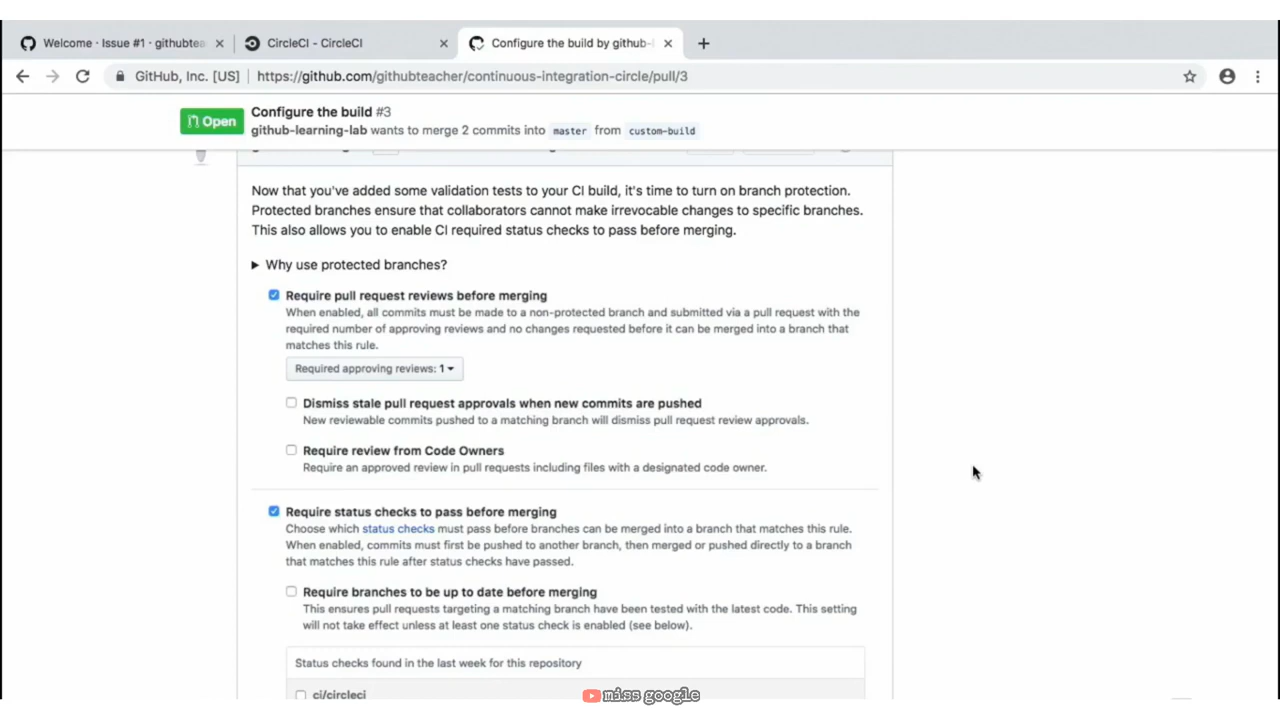 Welcome · Issue #1 · githubtea
CircleCI - CircleCI
Configure the build by github-l
GitHub, Inc. [US]
https://github.com/githubteacher/continuous-integration-circle/pull/3
Open
Configure the build #3
github-learning-lab wants to merge 2 commits into master from custom-build
Now that you've added some validation tests to your CI build, it's time to turn on branch protection.
Protected branches ensure that collaborators cannot make irrevocable changes to specific branches.
This also allows you to enable CI required status checks to pass before merging.
Why use protected branches?
Require pull request reviews before merging
When enabled, all commits must be made to a non-protected branch and submitted via a pull request with the
required number of approving reviews and no changes requested before it can be merged into a branch that
matches this rule.
Required approving reviews: 1
Dismiss stale pull request approvals when new commits are pushed
New reviewable commits pushed to a matching branch will dismiss pull request review approvals.
Require review from Code Owners
Require an approved review in pull requests including files with a designated code owner.
Require status checks to pass before merging
Choose which status checks must pass before branches can be merged into a branch that matches this rule.
When enabled, commits must first be pushed to another branch, then merged or pushed directly to a branch
that matches this rule after status checks have passed.
Require branches to be up to date before merging
This ensures pull requests targeting a matching branch have been tested with the latest code. This setting
will not take effect unless at least one status check is enabled (see below).
Status checks found in the last week for this repository
ci/circleci
miss google